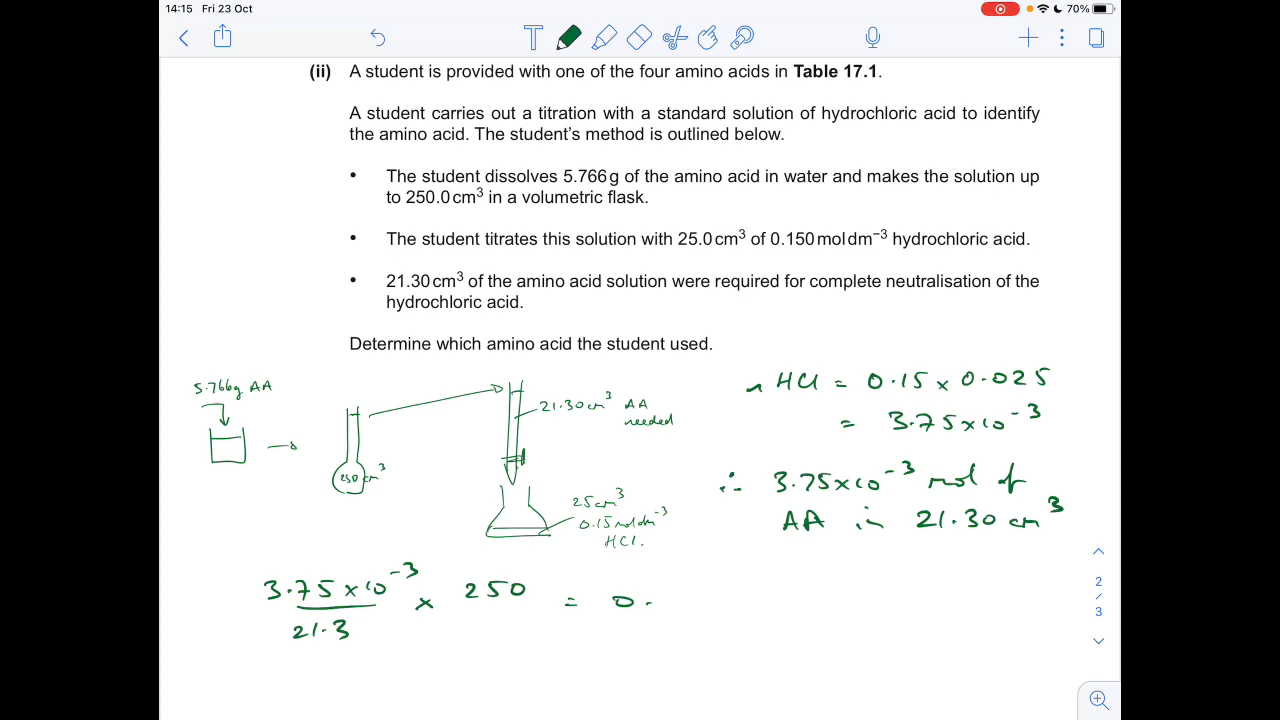 14:15 Fri 23 Oct
70%
(ii) A student is provided with one of the four amino acids in Table 17.1.
A student carries out a titration with a standard solution of hydrochloric acid to identify
the amino acid. The student's method is outlined below.
• The student dissolves 5.766 g of the amino acid in water and makes the solution up
to 250.0 cm³ in a volumetric flask.
• The student titrates this solution with 25.0 cm³ of 0.150 mol dm⁻³ hydrochloric acid.
• 21.30 cm³ of the amino acid solution were required for complete neutralisation of the
hydrochloric acid.
Determine which amino acid the student used.
5.766g AA
250 cm³
21.30 cm³ AA
needed
25 cm³
0.15 mol dm⁻³
HCl.
n HCl = 0.15 × 0.025
= 3.75 × 10⁻³
∴ 3.75 × 10⁻³ mol of
AA in 21.30 cm³
3.75 × 10⁻³ × 250 = 0.
21.3
2
/
3